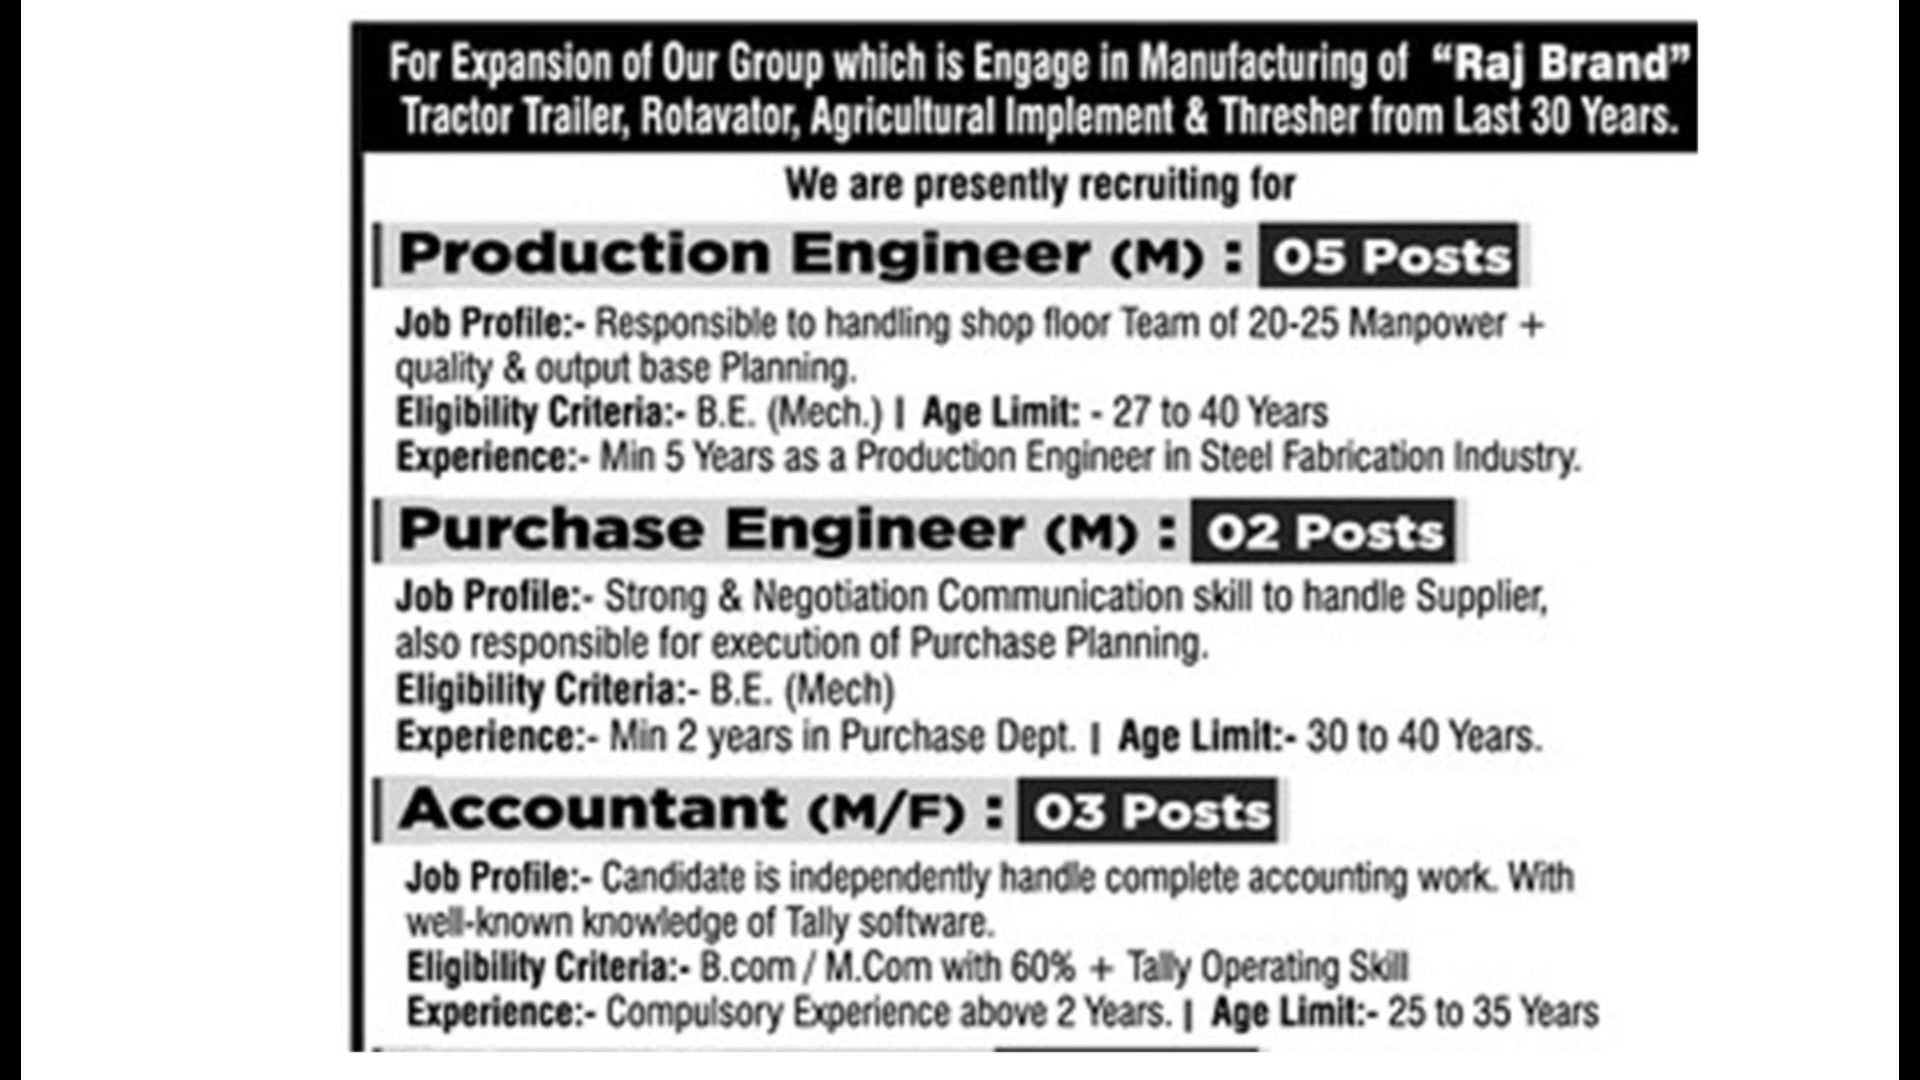 For Expansion of Our Group which is Engage in Manufacturing of “Raj Brand”
Tractor Trailer, Rotavator, Agricultural Implement & Thresher from Last 30 Years.
We are presently recruiting for
Production Engineer (M) : 05 Posts
Job Profile:- Responsible to handling shop floor Team of 20-25 Manpower +
quality & output base Planning.
Eligibility Criteria:- B.E. (Mech.) | Age Limit: - 27 to 40 Years
Experience:- Min 5 Years as a Production Engineer in Steel Fabrication Industry.
Purchase Engineer (M) : 02 Posts
Job Profile:- Strong & Negotiation Communication skill to handle Supplier,
also responsible for execution of Purchase Planning.
Eligibility Criteria:- B.E. (Mech)
Experience:- Min 2 years in Purchase Dept. | Age Limit:- 30 to 40 Years.
Accountant (M/F) : 03 Posts
Job Profile:- Candidate is independently handle complete accounting work. With
well-known knowledge of Tally software.
Eligibility Criteria:- B.com / M.Com with 60% + Tally Operating Skill
Experience:- Compulsory Experience above 2 Years. | Age Limit:- 25 to 35 Years